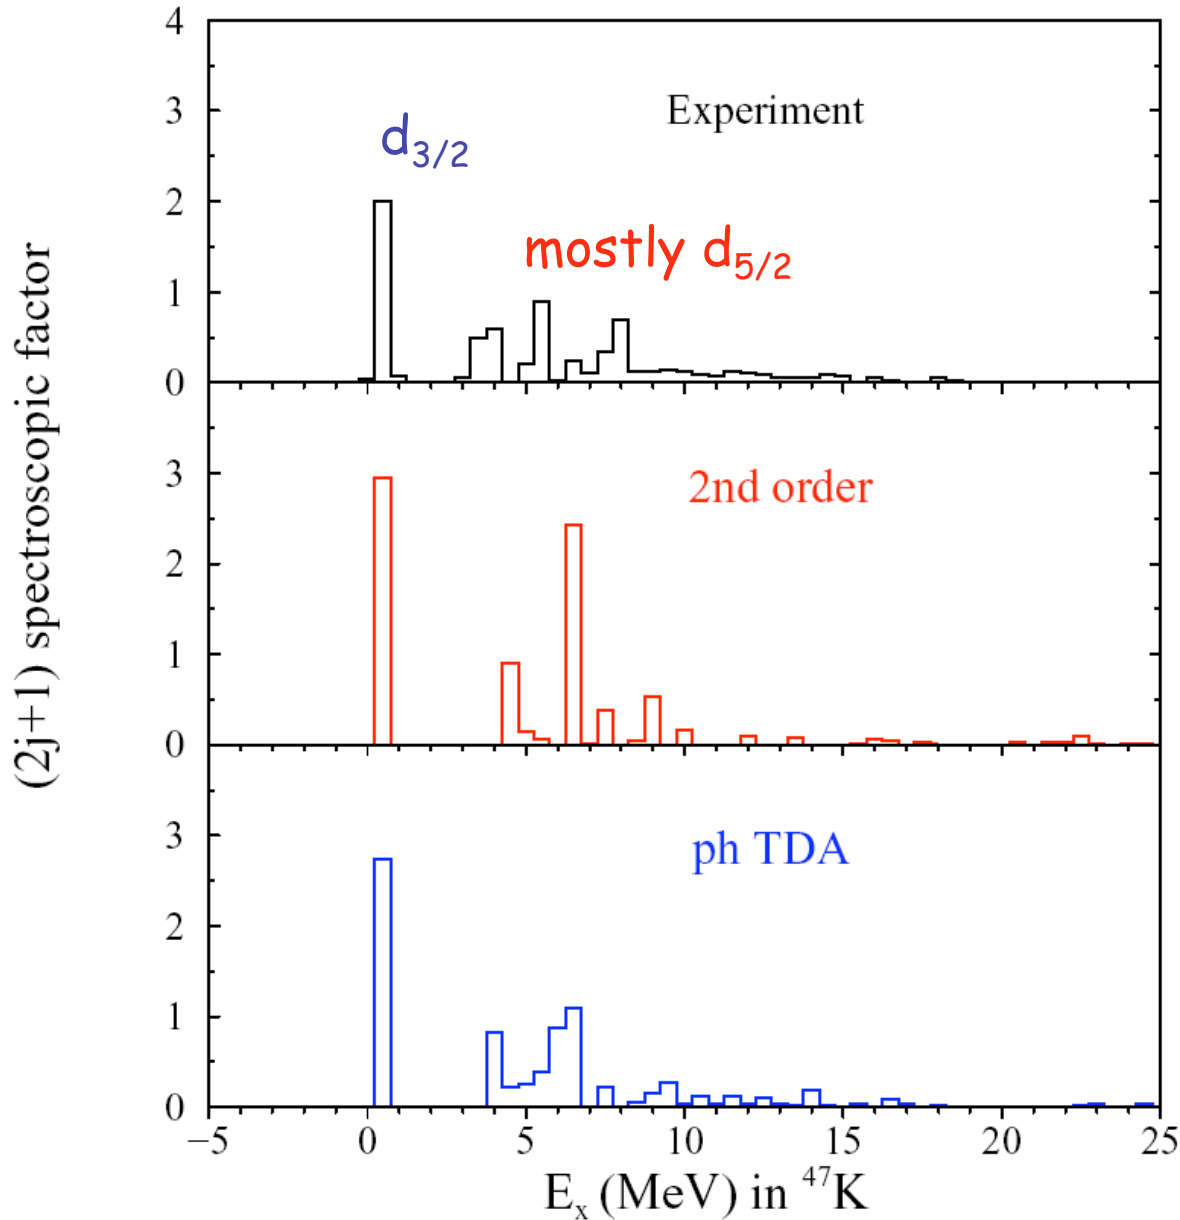 (2j+1) spectroscopic factor
4
3
2
1
0
Experiment
d3/2
mostly d5/2
3
2
1
0
2nd order
3
2
1
0
ph TDA
−5 0 5 10 15 20 25
Ex (MeV) in 47K